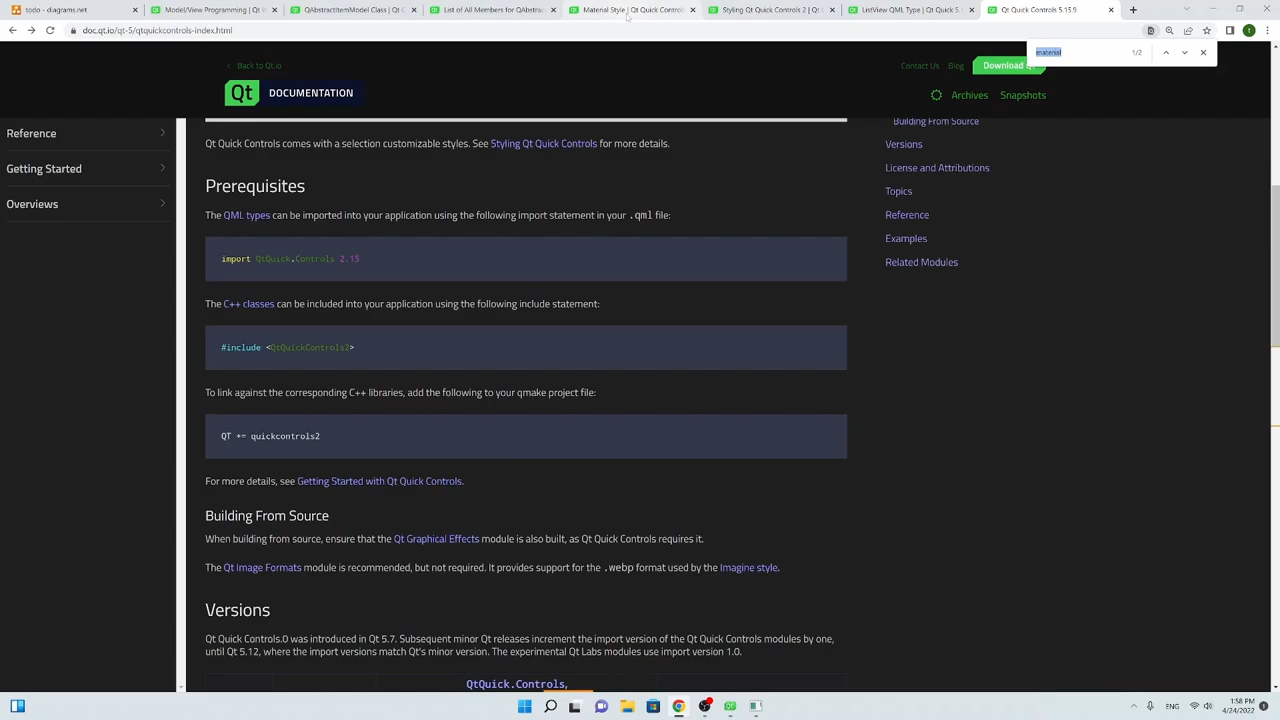 todo - diagrams.net
Model/View Programming | Qt W
QAbstractItemModel Class | Qt C
List of All Members for QAbstrac
Material Style | Qt Quick Controls
Styling Qt Quick Controls | Qt Q
ListView QML Type | Qt Quick 5.1
Qt Quick Controls 5.15.9
doc.qt.io/qt-5/qtquickcontrols-index.html
material
1/2
Back to Qt.io
Contact Us
Blog
Download
Qt DOCUMENTATION
Archives
Snapshots
Reference
Getting Started
Overviews
Building From Source
Versions
License and Attributions
Topics
Reference
Examples
Related Modules
Qt Quick Controls comes with a selection customizable styles. See Styling Qt Quick Controls for more details.
Prerequisites
The QML types can be imported into your application using the following import statement in your .qml file:
import QtQuick.Controls 2.15
The C++ classes can be included into your application using the following include statement:
#include <QtQuickControls2>
To link against the corresponding C++ libraries, add the following to your qmake project file:
QT += quickcontrols2
For more details, see Getting Started with Qt Quick Controls.
Building From Source
When building from source, ensure that the Qt Graphical Effects module is also built, as Qt Quick Controls requires it.
The Qt Image Formats module is recommended, but not required. It provides support for the .webp format used by the Imagine style.
Versions
Qt Quick Controls.0 was introduced in Qt 5.7. Subsequent minor Qt releases increment the import version of the Qt Quick Controls modules by one,
until Qt 5.12, where the import versions match Qt's minor version. The experimental Qt Labs modules use import version 1.0.
QtQuick.Controls,
ENG
1:58 PM
4/24/2022